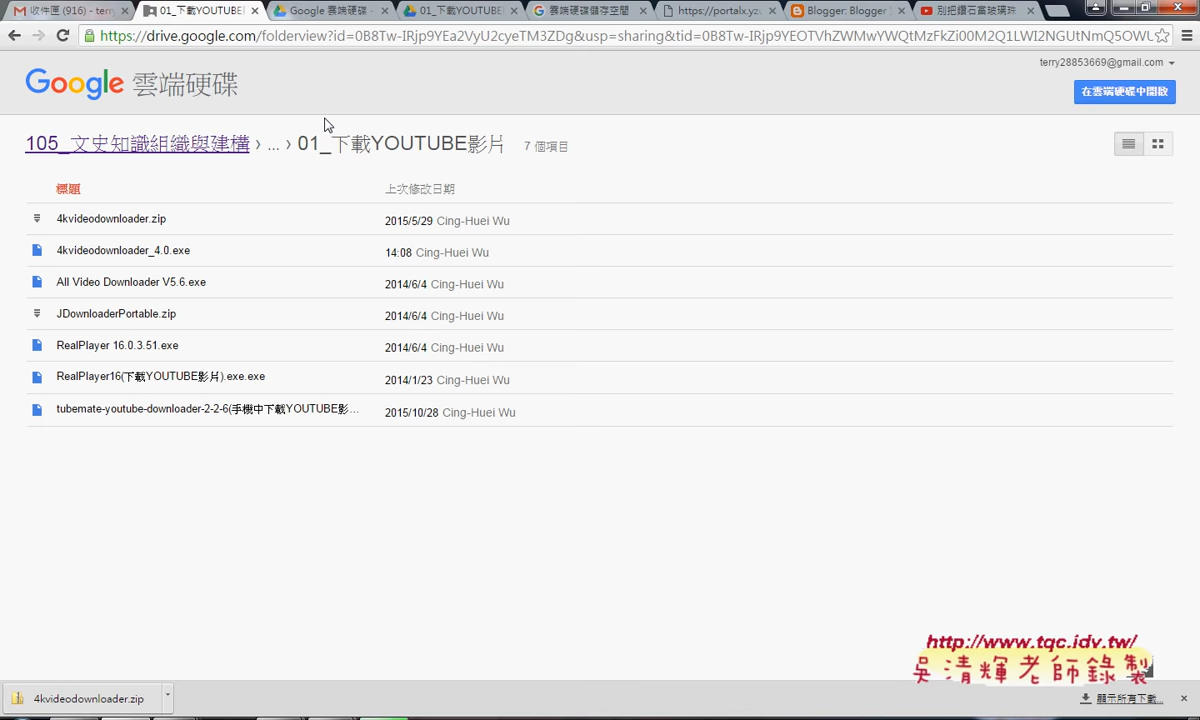 收件匣 (916) - terr
01_下載YOUTUBE
Google 雲端硬碟 -
01_下載YOUTUBE
雲端硬碟儲存空間
https://portalx.yz
Blogger: Blogger
別把鑽石當玻璃珠
https://drive.google.com/folderview?id=0B8Tw-IRjp9YEa2VyU2cyeTM3ZDg&usp=sharing&tid=0B8Tw-IRjp9YEOTVhZWMwYWQtMzFkZi00M2Q1LWI2NGUtNmQ5OWU
terry28853669@gmail.com
Google 雲端硬碟
在雲端硬碟中開啟
105_文史知識組織與建構 › ... › 01_下載YOUTUBE影片 7 個項目
標題 上次修改日期
4kvideodownloader.zip 2015/5/29 Cing-Huei Wu
4kvideodownloader_4.0.exe 14:08 Cing-Huei Wu
All Video Downloader V5.6.exe 2014/6/4 Cing-Huei Wu
JDownloaderPortable.zip 2014/6/4 Cing-Huei Wu
RealPlayer 16.0.3.51.exe 2014/6/4 Cing-Huei Wu
RealPlayer16(下載YOUTUBE影片).exe.exe 2014/1/23 Cing-Huei Wu
tubemate-youtube-downloader-2-2-6(手機中下載YOUTUBE影... 2015/10/28 Cing-Huei Wu
http://www.tqc.idv.tw/
吳清輝老師錄製
4kvideodownloader.zip
顯示所有下載...